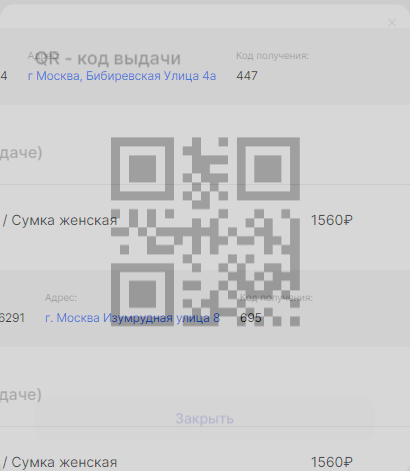 ×
Адрес: Код получения:
QR - код выдачи
4 г Москва, Бибиревская Улица 4а 447
даче)
/ Сумка женская 1560₽
Адрес: Код получения:
6291 г. Москва Изумрудная улица 8 695
даче)
Закрыть
/ Сумка женская 1560₽